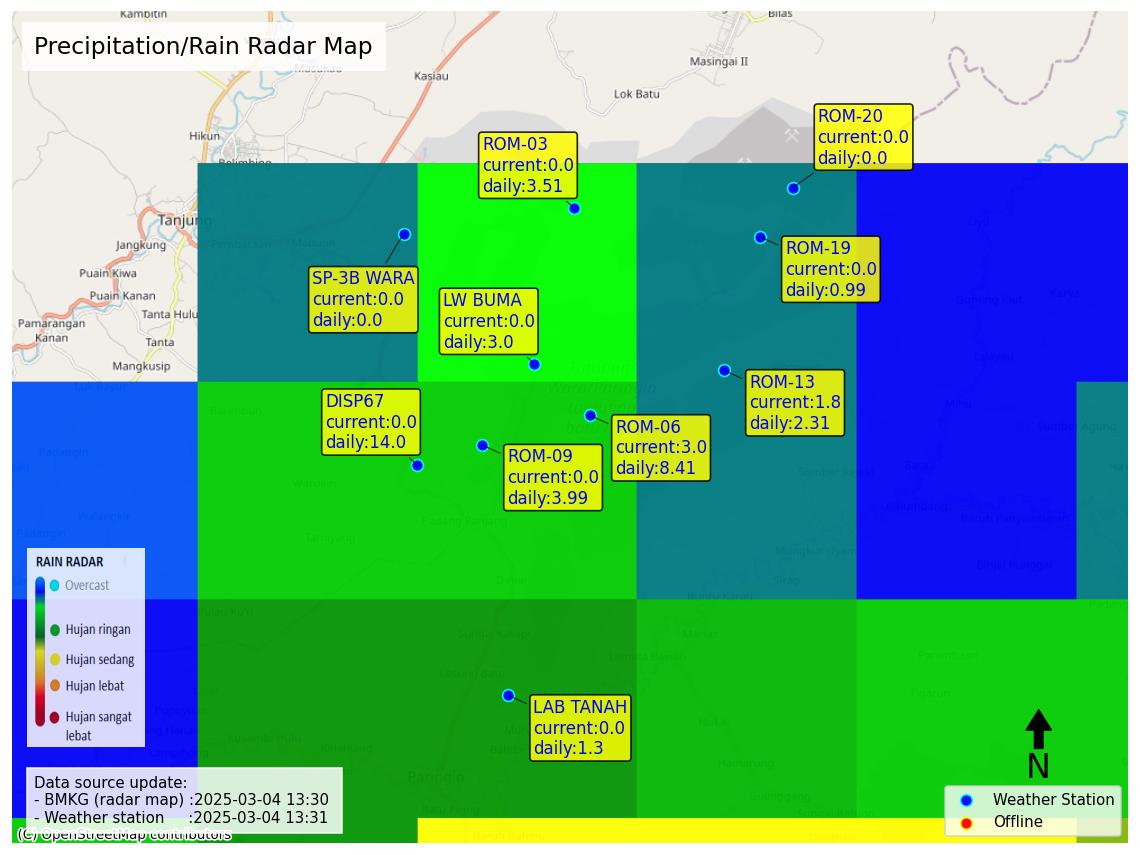 Kambitin
Bilas
Precipitation/Rain Radar Map
Masukau
Kasiau
Masingai II
Lok Batu
Hikun
Belimbing
ROM-03
current:0.0
daily:3.51
ROM-20
current:0.0
daily:0.0
Tanjung
Jangkung
Puain Kiwa
Puain Kanan
Tanta Hulu
Pamarangan
Kanan
Tanta
Mangkusip
SP-3B WARA
current:0.0
daily:0.0
LW BUMA
current:0.0
daily:3.0
ROM-19
current:0.0
daily:0.99
ROM-13
current:1.8
daily:2.31
DISP67
current:0.0
daily:14.0
ROM-06
current:3.0
daily:8.41
ROM-09
current:0.0
daily:3.99
Padang Panjang
Paringin
LAB TANAH
current:0.0
daily:1.3
RAIN RADAR
Overcast
Hujan ringan
Hujan sedang
Hujan lebat
Hujan sangat
lebat
Data source update:
- BMKG (radar map) :2025-03-04 13:30
- Weather station :2025-03-04 13:31
(C) OpenStreetMap contributors
N
Weather Station
Offline